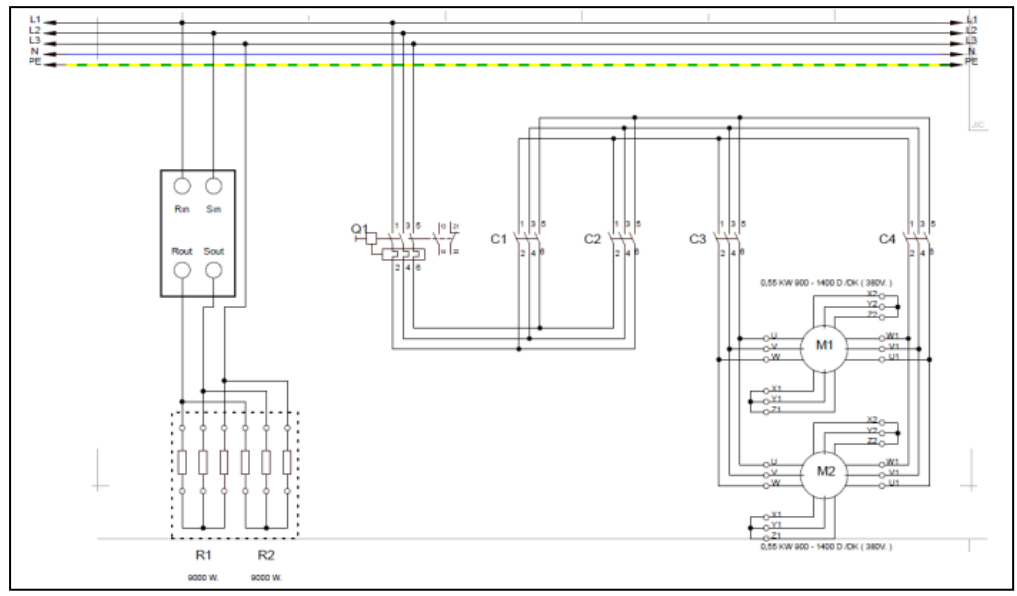 L1 L1
L2 L2
L3 L3
N N
PE PE
JIC
Rin Sin
Rout Sout
Q1 1 3 5 13 21
2 4 6
C1 1 3 5
2 4 6
C2 1 3 5
2 4 6
C3 1 3 5
2 4 6
C4 1 3 5
2 4 6
0,55 KW 900 - 1400 D /DK ( 380V. )
X2
Y2
Z2
U M1 W1
V V1
W U1
X1
Y1
Z1
X2
Y2
Z2
U M2 W1
V V1
W U1
X1
Y1
Z1
0,55 KW 900 - 1400 D /DK ( 380V. )
R1 R2
9000 W. 9000 W.